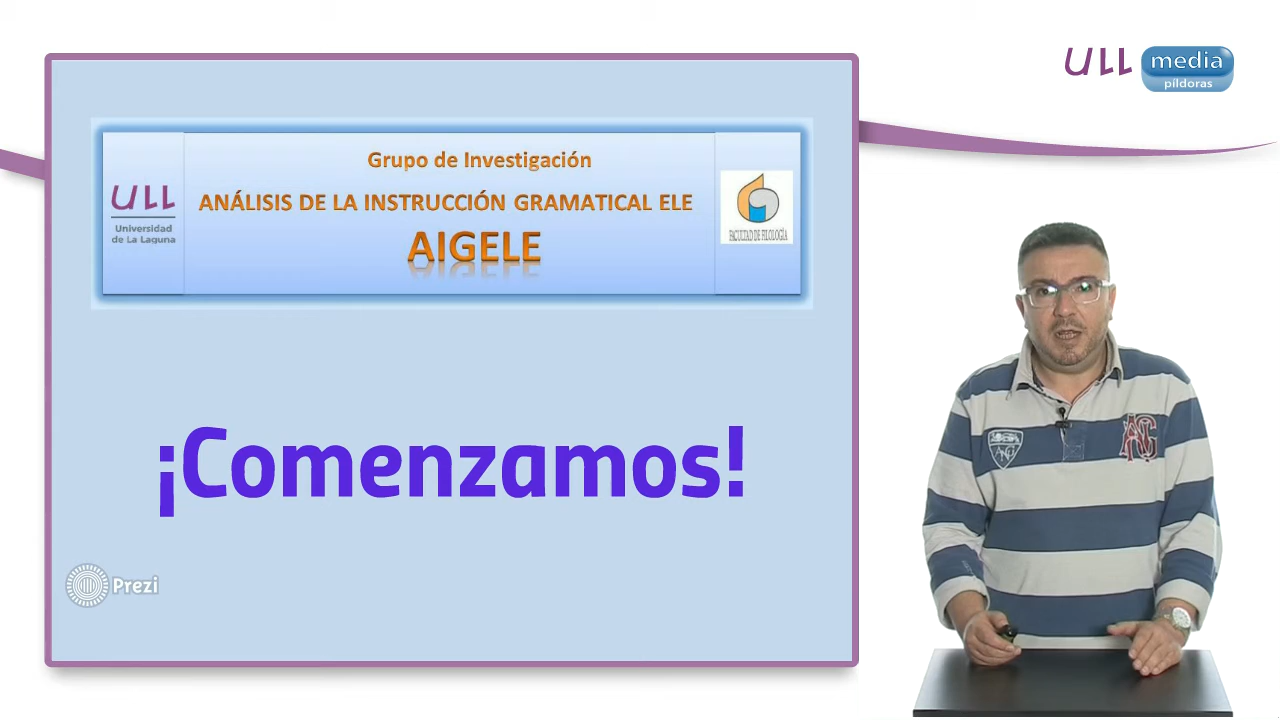 ULL media
píldoras
Grupo de Investigación
ANÁLISIS DE LA INSTRUCCIÓN GRAMATICAL ELE
AIGELE
ULL
Universidad
de La Laguna
FACULTAD DE FILOLOGÍA
¡Comenzamos!
Prezi
ANC